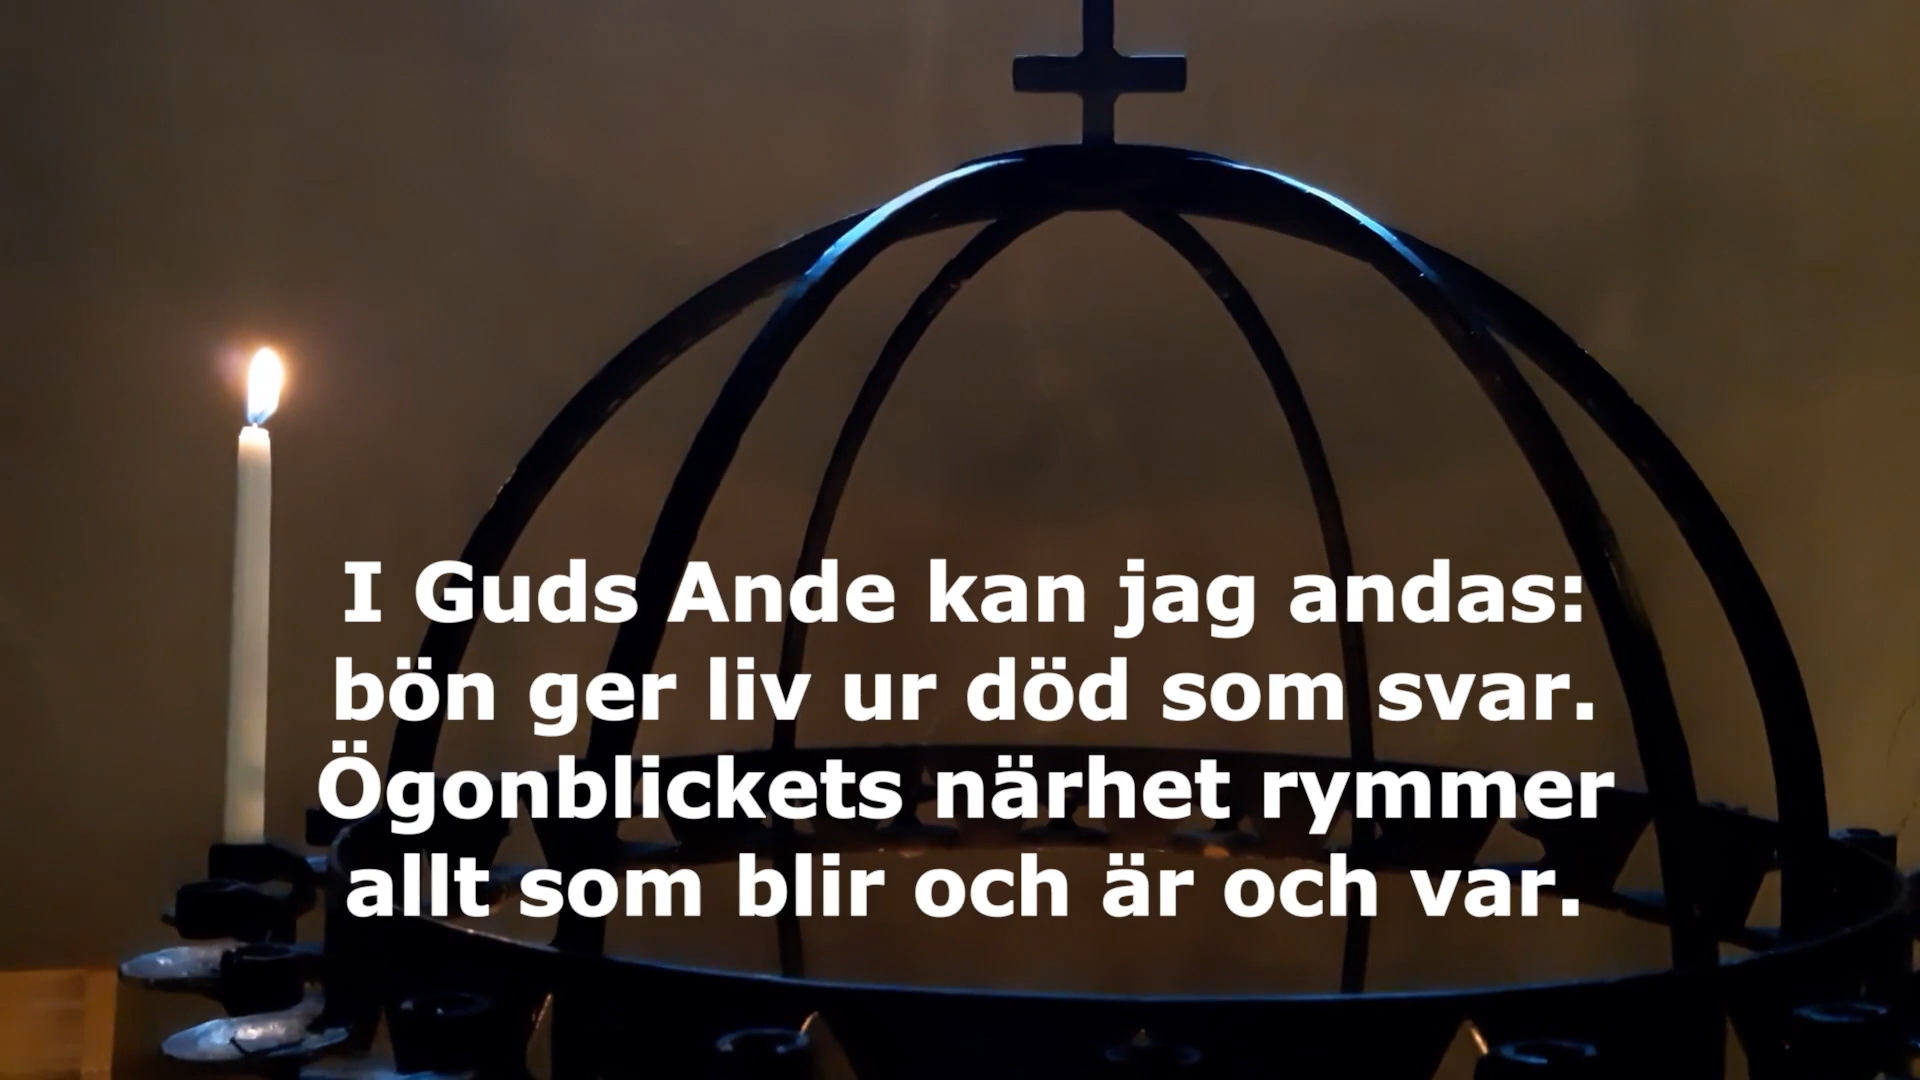 I Guds Ande kan jag andas:
bön ger liv ur död som svar.
Ögonblickets närhet rymmer
allt som blir och är och var.